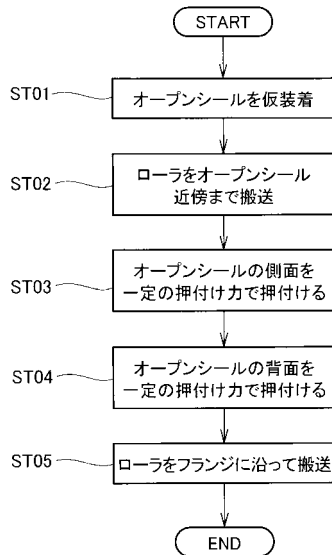 START
ST01
オープンシールを仮装着
ST02
ローラをオープンシール
近傍まで搬送
ST03
オープンシールの側面を
一定の押付け力で押付ける
ST04
オープンシールの背面を
一定の押付け力で押付ける
ST05
ローラをフランジに沿って搬送
END